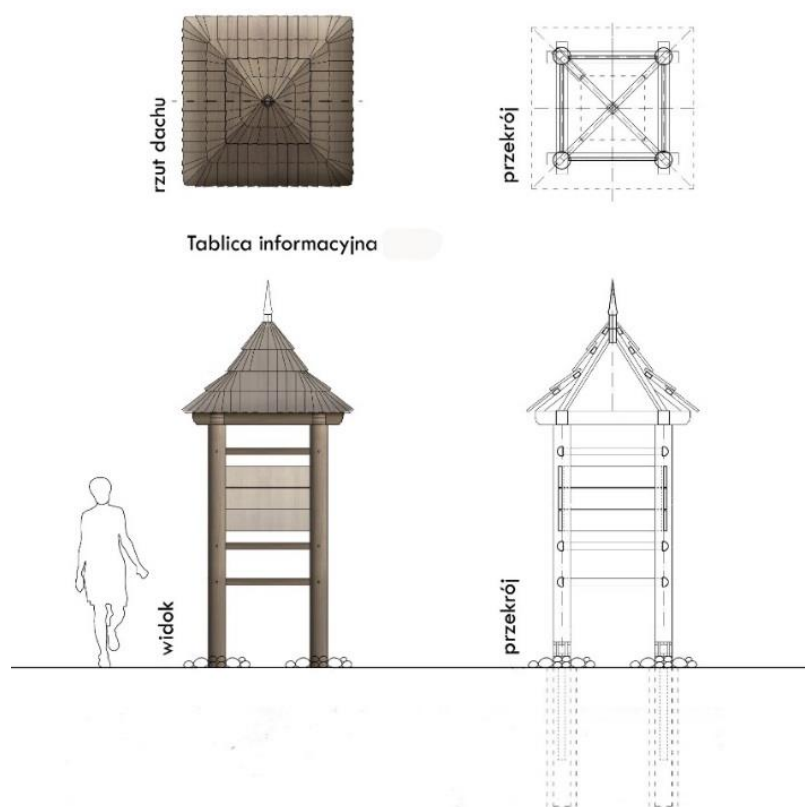 rzut dachu
przekrój
Tablica informacyjna
widok
przekrój